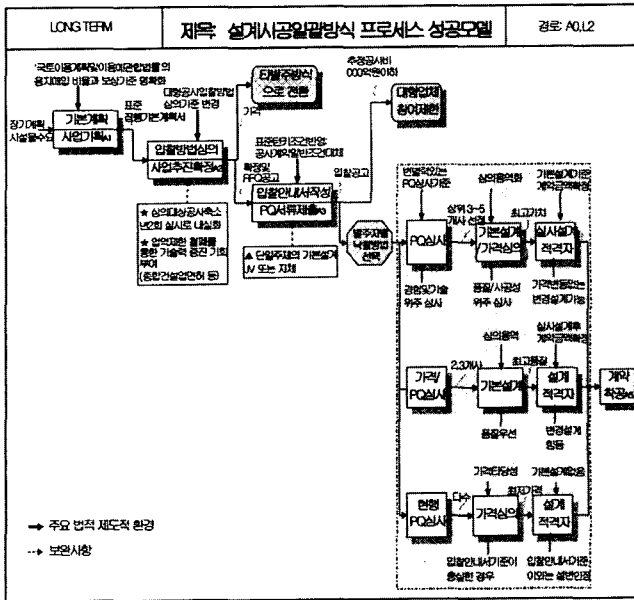 LONG TERM
제목: 설계시공일괄방식 프로세스 성공모델
경로: A0, L2
'국토이용계획및이용에관한법률'의
용지매입 비율과 보상기준 명확화
장기계획
시설물수요
기본계획
사업기획A1
표준
집행기본계획서
대형공사입찰방법
심의기준 변경
입찰방법심의
사업추진확정A2
타발주방식
으로 전환
가격
추정공사비
000억원이하
대형업체
참여제한
확정및
RFQ공고
표준턴키기준반영
공사계약일반조건대체
입찰안내서작성
PQ서류제출A3
입찰공고
★ 심의대상공사축소
년2회 실시로 내실화
★ 업역제한 철폐를
통한 기술력 증진 기회
부여
(종합건설업면허 등)
▲ 단일주체의 기본설계
JV 또는 자체
발주자별
낙찰방법
선택
변별력있는
PQ심사기준
PQ심사
경험및기술
위주 심사
상위 3~5
개사 선정
심의용역화
기본설계
/가격심의
품질/시공성
위주 심사
최고가치
기본설계기준
계약금액확정
실시설계
적격자
가격변동없는
변경설계가능
가격/
PQ심사
2,3개사
심의용역
기본설계
품질우선
최고품질
실시설계후
계약금액확정
설계
적격자
변경설계
힘듬
계약
착공A5
현행
PQ심사
다수
가격타당성
가격심의
입찰안내서기준이
충실한 경우
최저가격
기본설계없음
설계
적격자
입찰안내서기준
이외는 설변인정
주요 법적 제도적 환경
보완사항